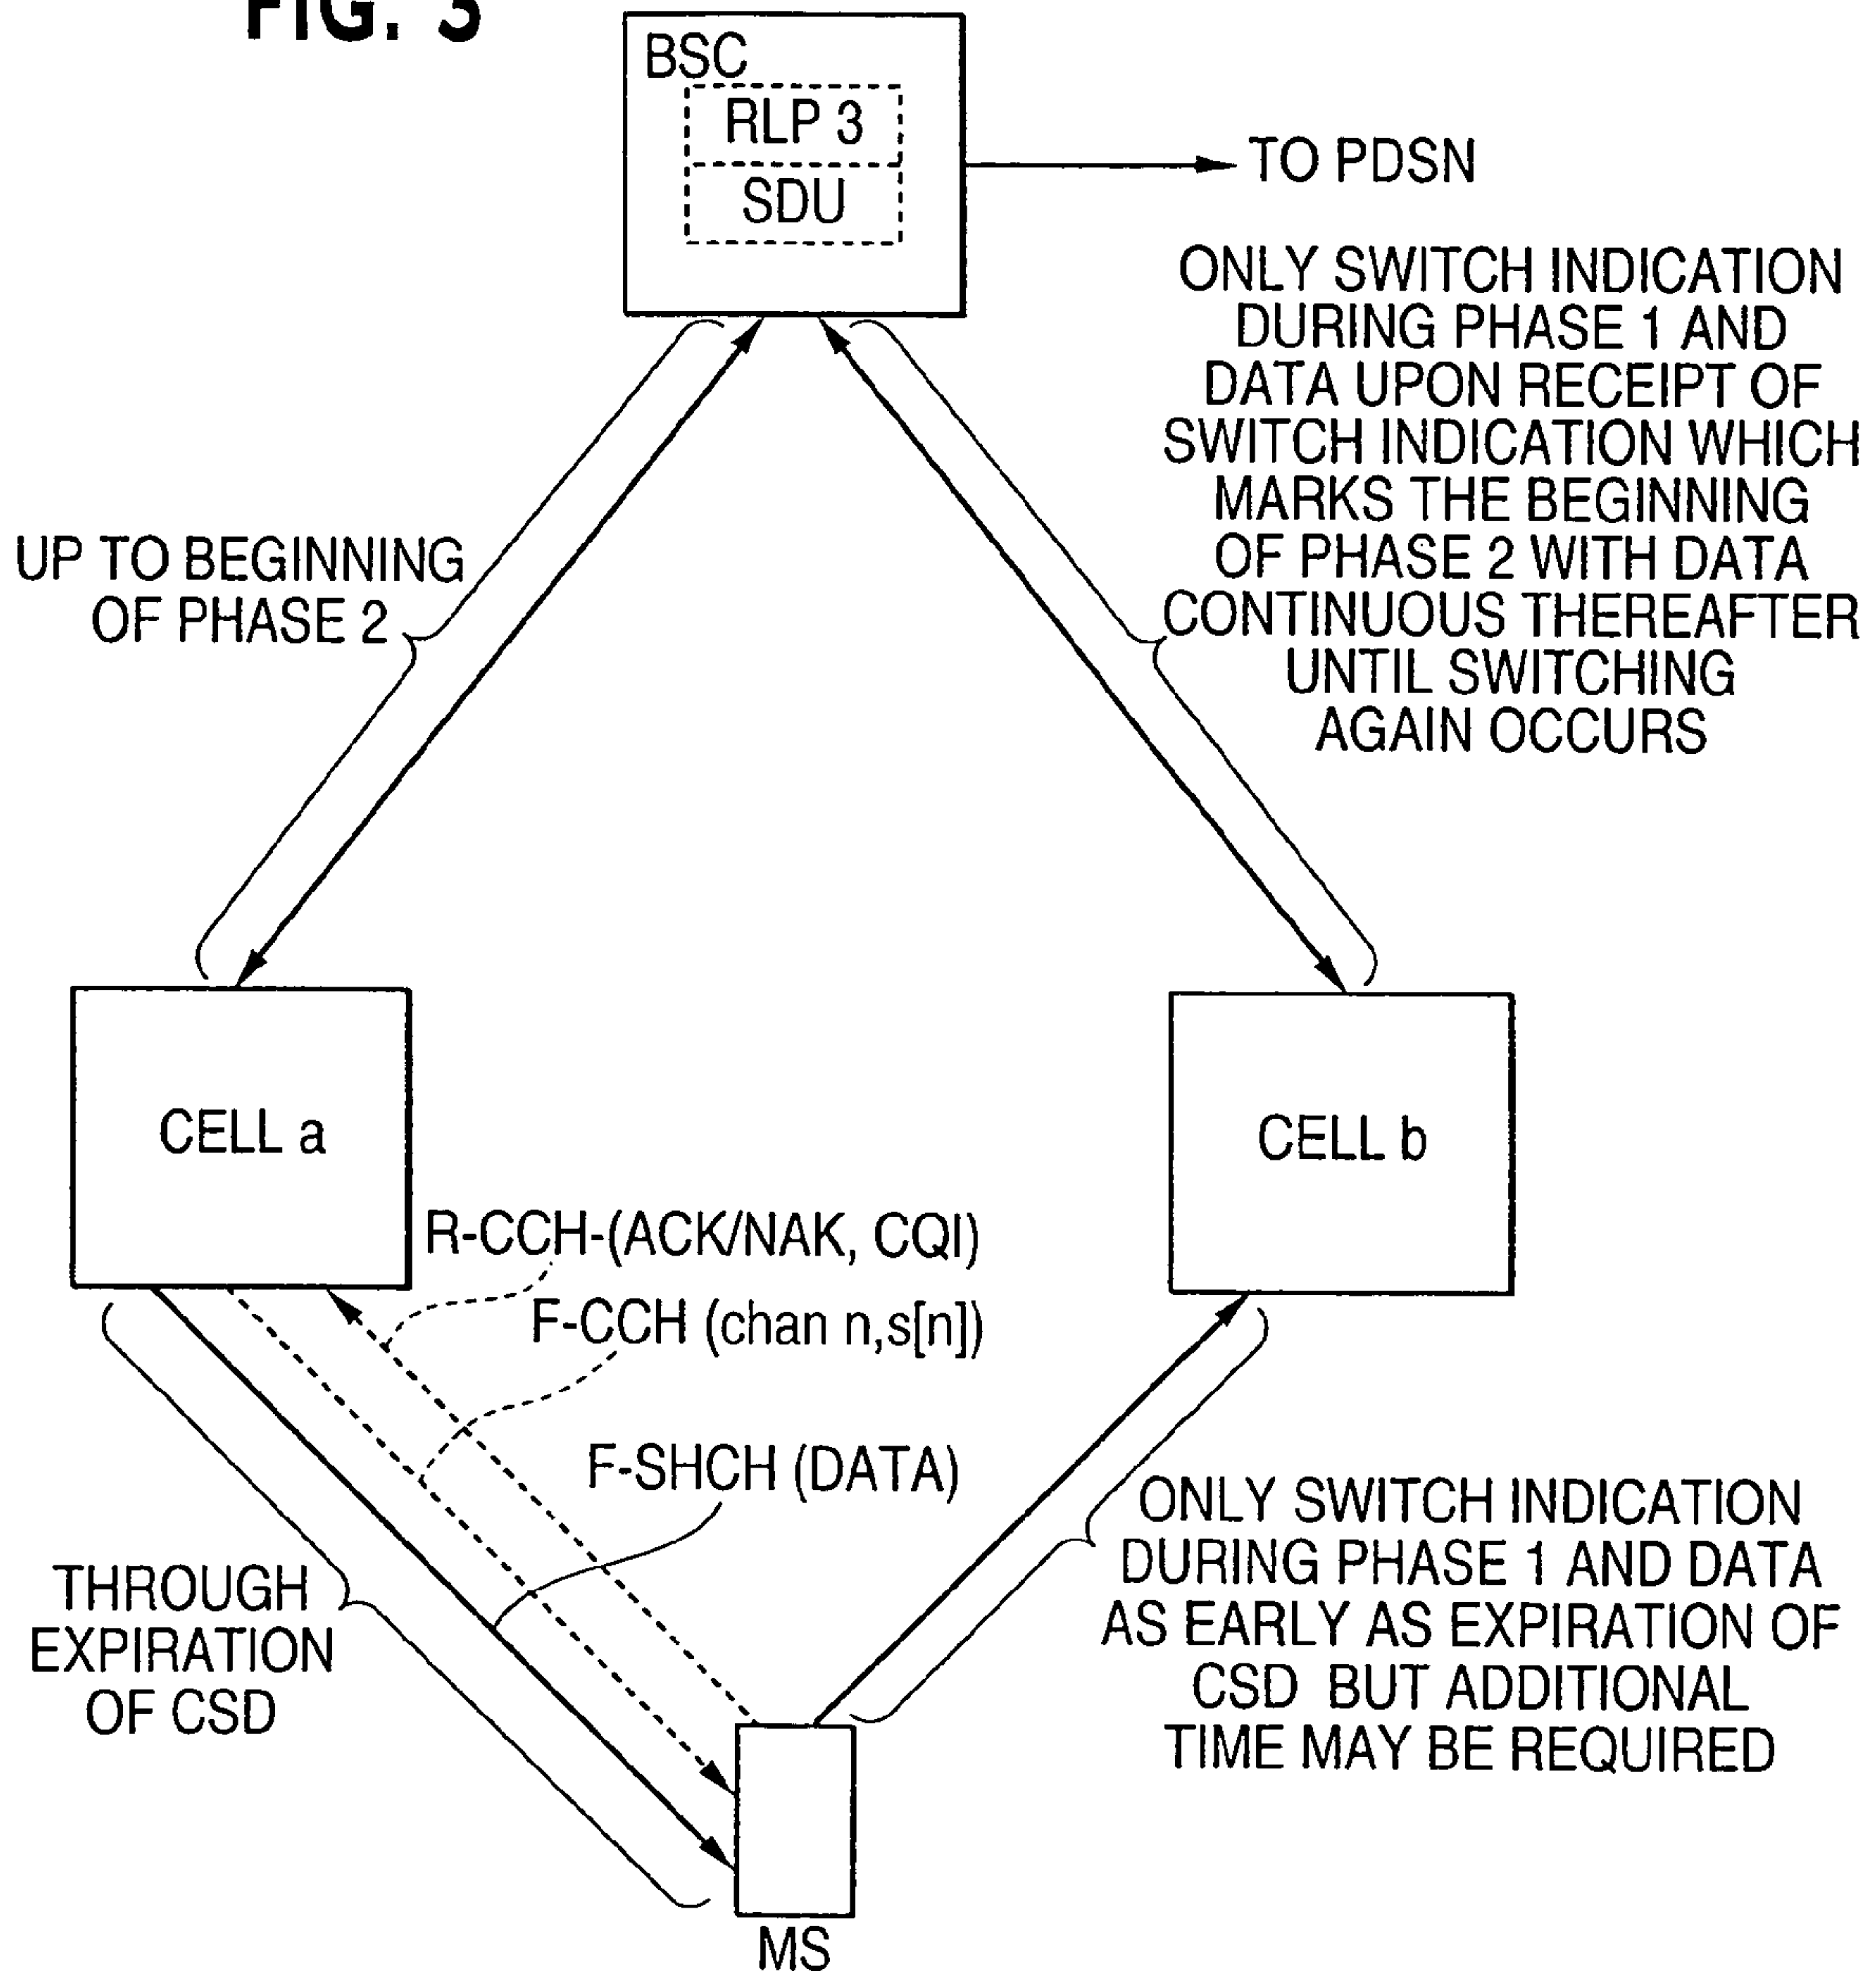 FIG. 3
BSC
RLP 3
SDU
TO PDSN
ONLY SWITCH INDICATION
DURING PHASE 1 AND
DATA UPON RECEIPT OF
SWITCH INDICATION WHICH
MARKS THE BEGINNING
OF PHASE 2 WITH DATA
CONTINUOUS THEREAFTER
UNTIL SWITCHING
AGAIN OCCURS
UP TO BEGINNING
OF PHASE 2
CELL a
CELL b
R-CCH-(ACK/NAK, CQI)
F-CCH (chan n,s[n])
F-SHCH (DATA)
THROUGH
EXPIRATION
OF CSD
ONLY SWITCH INDICATION
DURING PHASE 1 AND DATA
AS EARLY AS EXPIRATION OF
CSD BUT ADDITIONAL
TIME MAY BE REQUIRED
MS